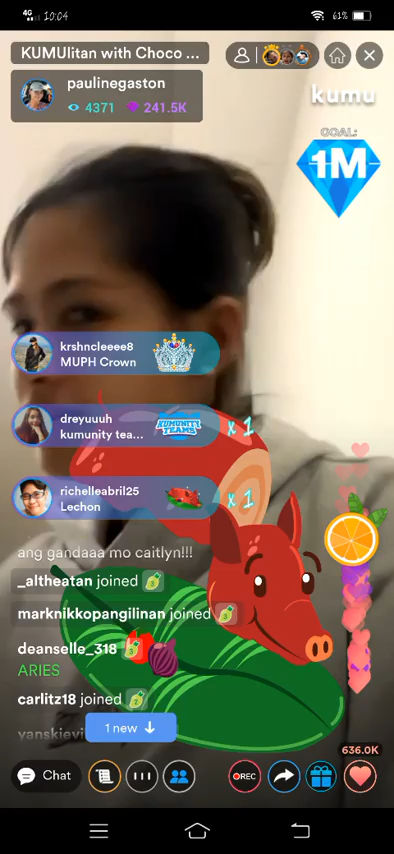 4G 10:04 61%
KUMUlitan with Choco ...
paulinegaston
4371 241.5K
kumu
GOAL:
1M
krshncleeee8
MUPH Crown
dreyuuuh
kumunity tea...
KUMUNITY
TEAMS
x 1
richelleabril25
Lechon
x 1
ang gandaaa mo caitlyn!!!
_altheatan joined
marknikkopangilinan joined
deanselle_318
ARIES
carlitz18 joined
yanskievi
1 new
636.0K
Chat
REC